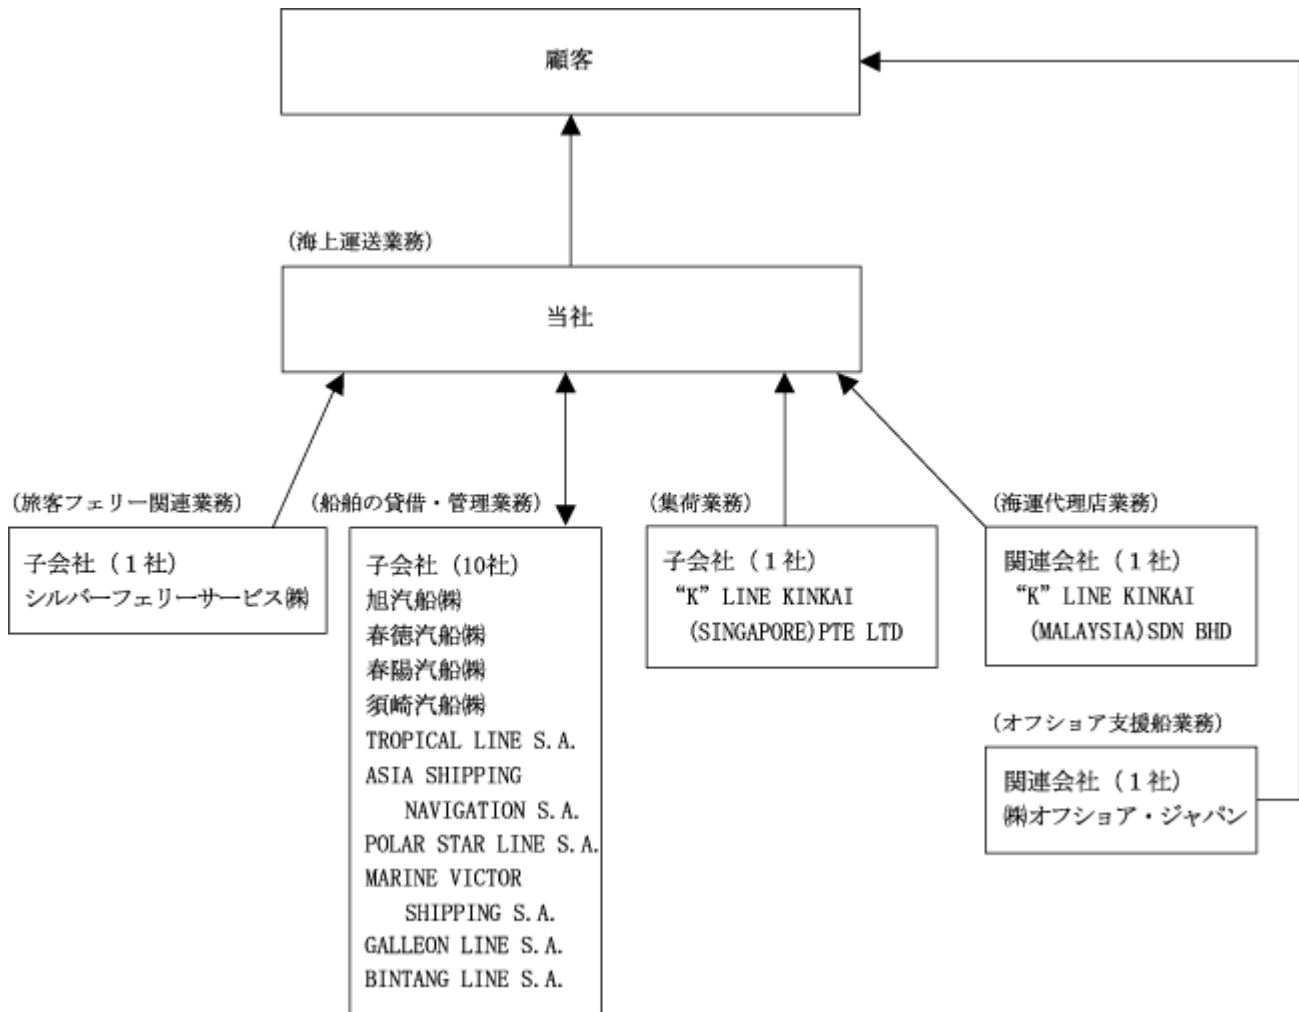 顧客
(海上運送業務)
当社
(旅客フェリー関連業務)
子会社（１社）
シルバーフェリーサービス㈱
(船舶の貸借・管理業務)
子会社（10社）
旭汽船㈱
春徳汽船㈱
春陽汽船㈱
須崎汽船㈱
TROPICAL LINE S.A.
ASIA SHIPPING
NAVIGATION S.A.
POLAR STAR LINE S.A.
MARINE VICTOR
SHIPPING S.A.
GALLEON LINE S.A.
BINTANG LINE S.A.
(集荷業務)
子会社（１社）
“K” LINE KINKAI
(SINGAPORE)PTE LTD
(海運代理店業務)
関連会社（１社）
“K” LINE KINKAI
(MALAYSIA)SDN BHD
(オフショア支援船業務)
関連会社（１社）
㈱オフショア・ジャパン